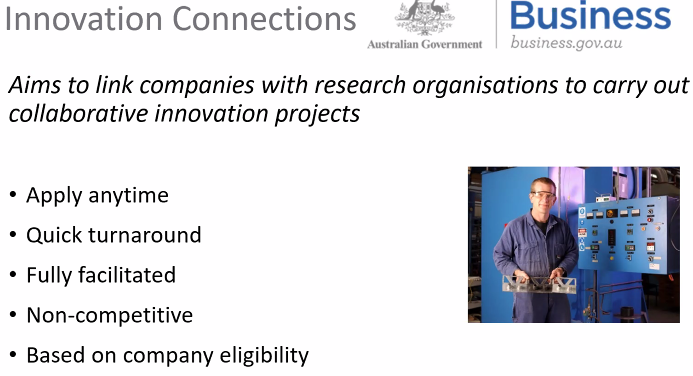 Innovation Connections
Australian Government
Business
business.gov.au
Aims to link companies with research organisations to carry out
collaborative innovation projects
• Apply anytime
• Quick turnaround
• Fully facilitated
• Non-competitive
• Based on company eligibility